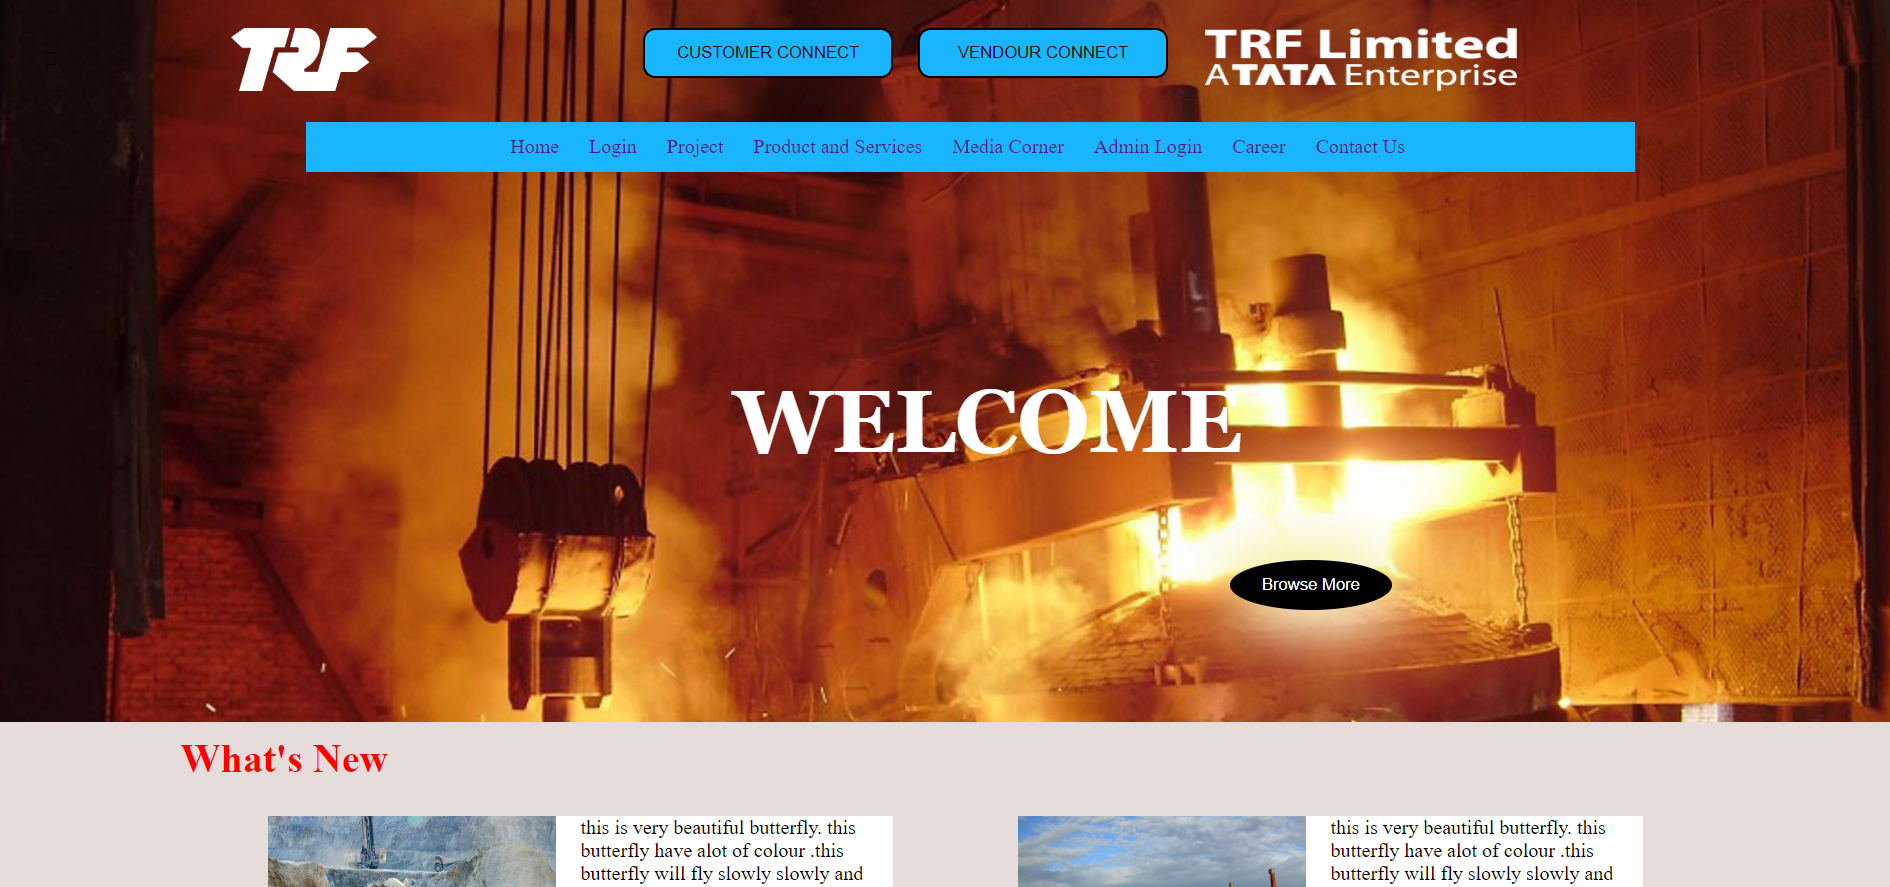 TRF
CUSTOMER CONNECT
VENDOUR CONNECT
TRF Limited
A TATA Enterprise
Home Login Project Product and Services Media Corner Admin Login Career Contact Us
WELCOME
Browse More
What's New
this is very beautiful butterfly. this
butterfly have alot of colour .this
butterfly will fly slowly slowly and
this is very beautiful butterfly. this
butterfly have alot of colour .this
butterfly will fly slowly slowly and